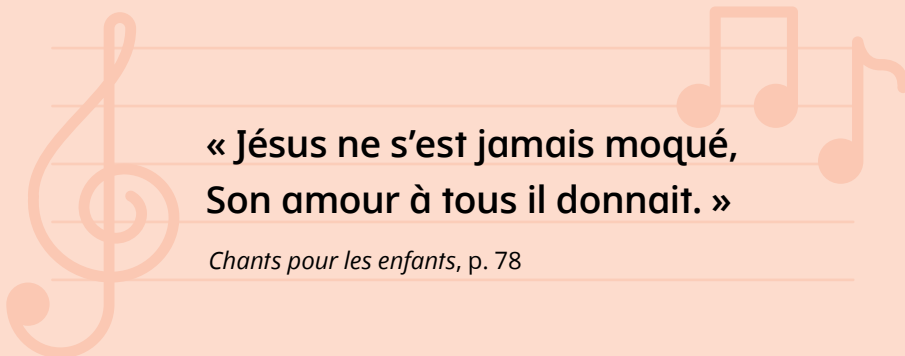 « Jésus ne s’est jamais moqué,
Son amour à tous il donnait. »
Chants pour les enfants, p. 78